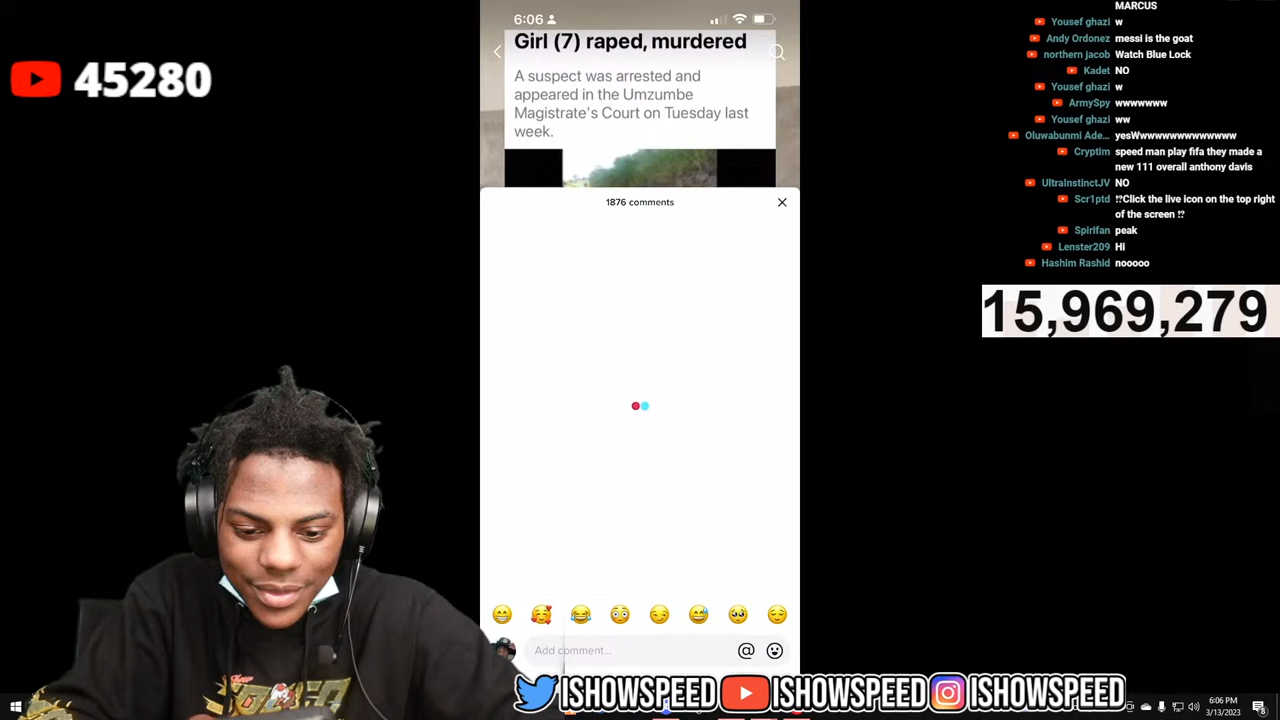 45280
6:06
Girl (7) raped, murdered
A suspect was arrested and
appeared in the Umzumbe
Magistrate's Court on Tuesday last
week.
1876 comments
Add comment...
@
MARCUS
Yousef ghazi w
Andy Ordonez messi is the goat
northern jacob Watch Blue Lock
Kadet NO
Yousef ghazi w
ArmySpy wwwwwww
Yousef ghazi ww
Oluwabunmi Ade... yesWwwwwwwwwwwwww
Cryptim speed man play fifa they made a
new 111 overall anthony davis
UltraInstinctJV NO
Scr1ptd ⁉Click the live icon on the top right
of the screen ⁉
Spirifan peak
Lenster209 Hi
Hashim Rashid nooooo
15,969,279
ISHOWSPEED ISHOWSPEED ISHOWSPEED
6:06 PM
3/13/2023